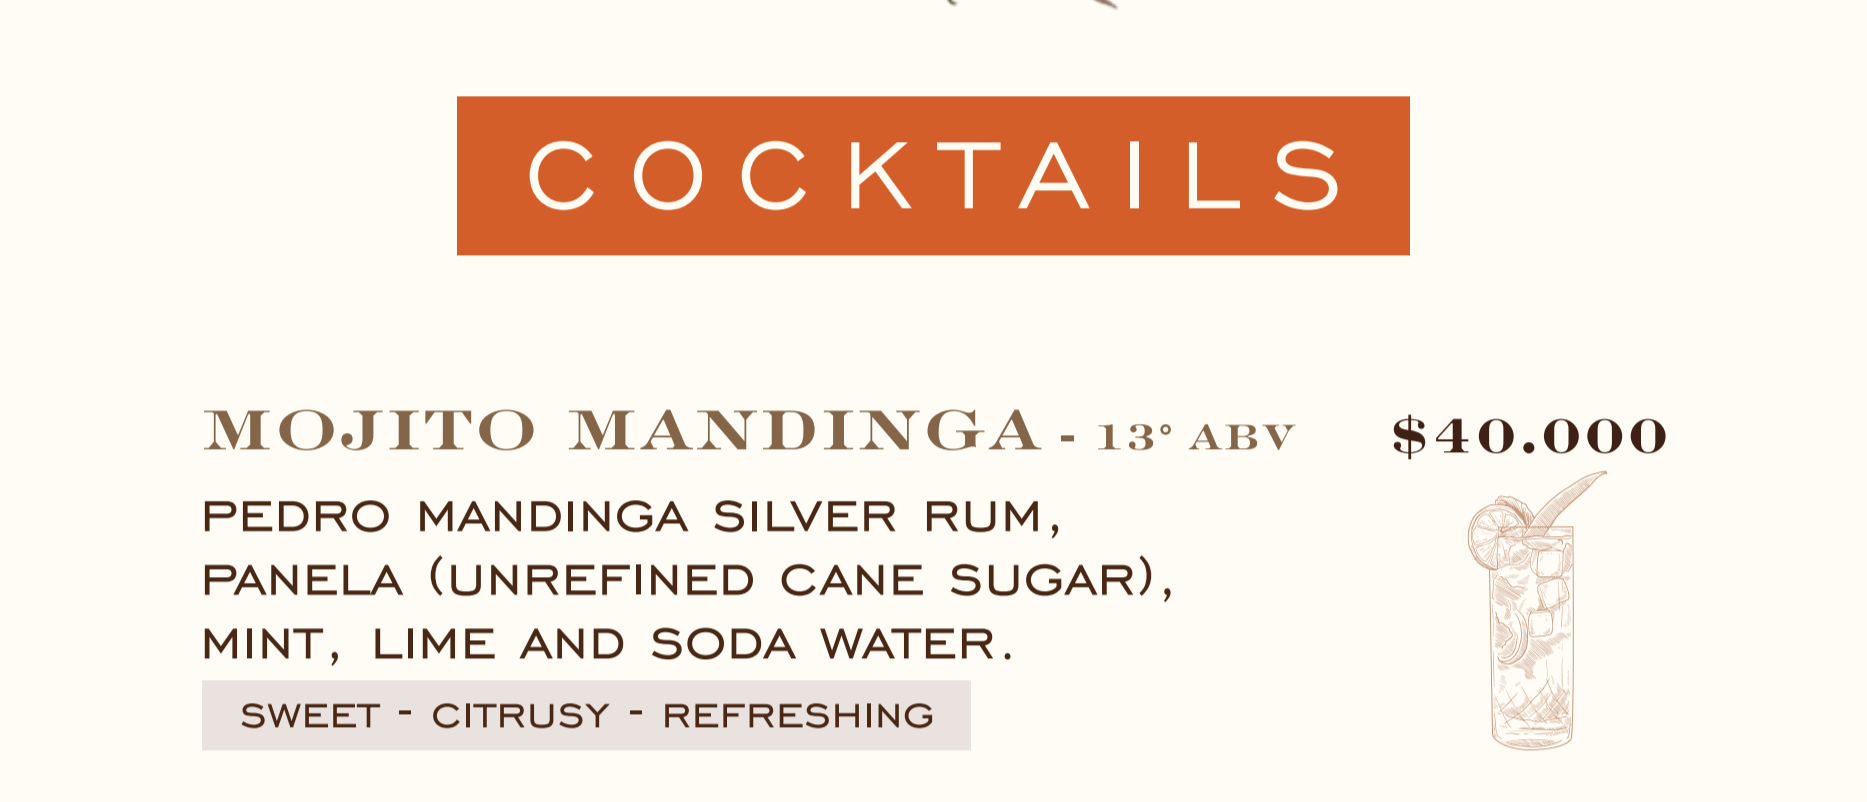 COCKTAILS
MOJITO MANDINGA - 13° ABV $40.000
PEDRO MANDINGA SILVER RUM,
PANELA (UNREFINED CANE SUGAR),
MINT, LIME AND SODA WATER.
SWEET - CITRUSY - REFRESHING